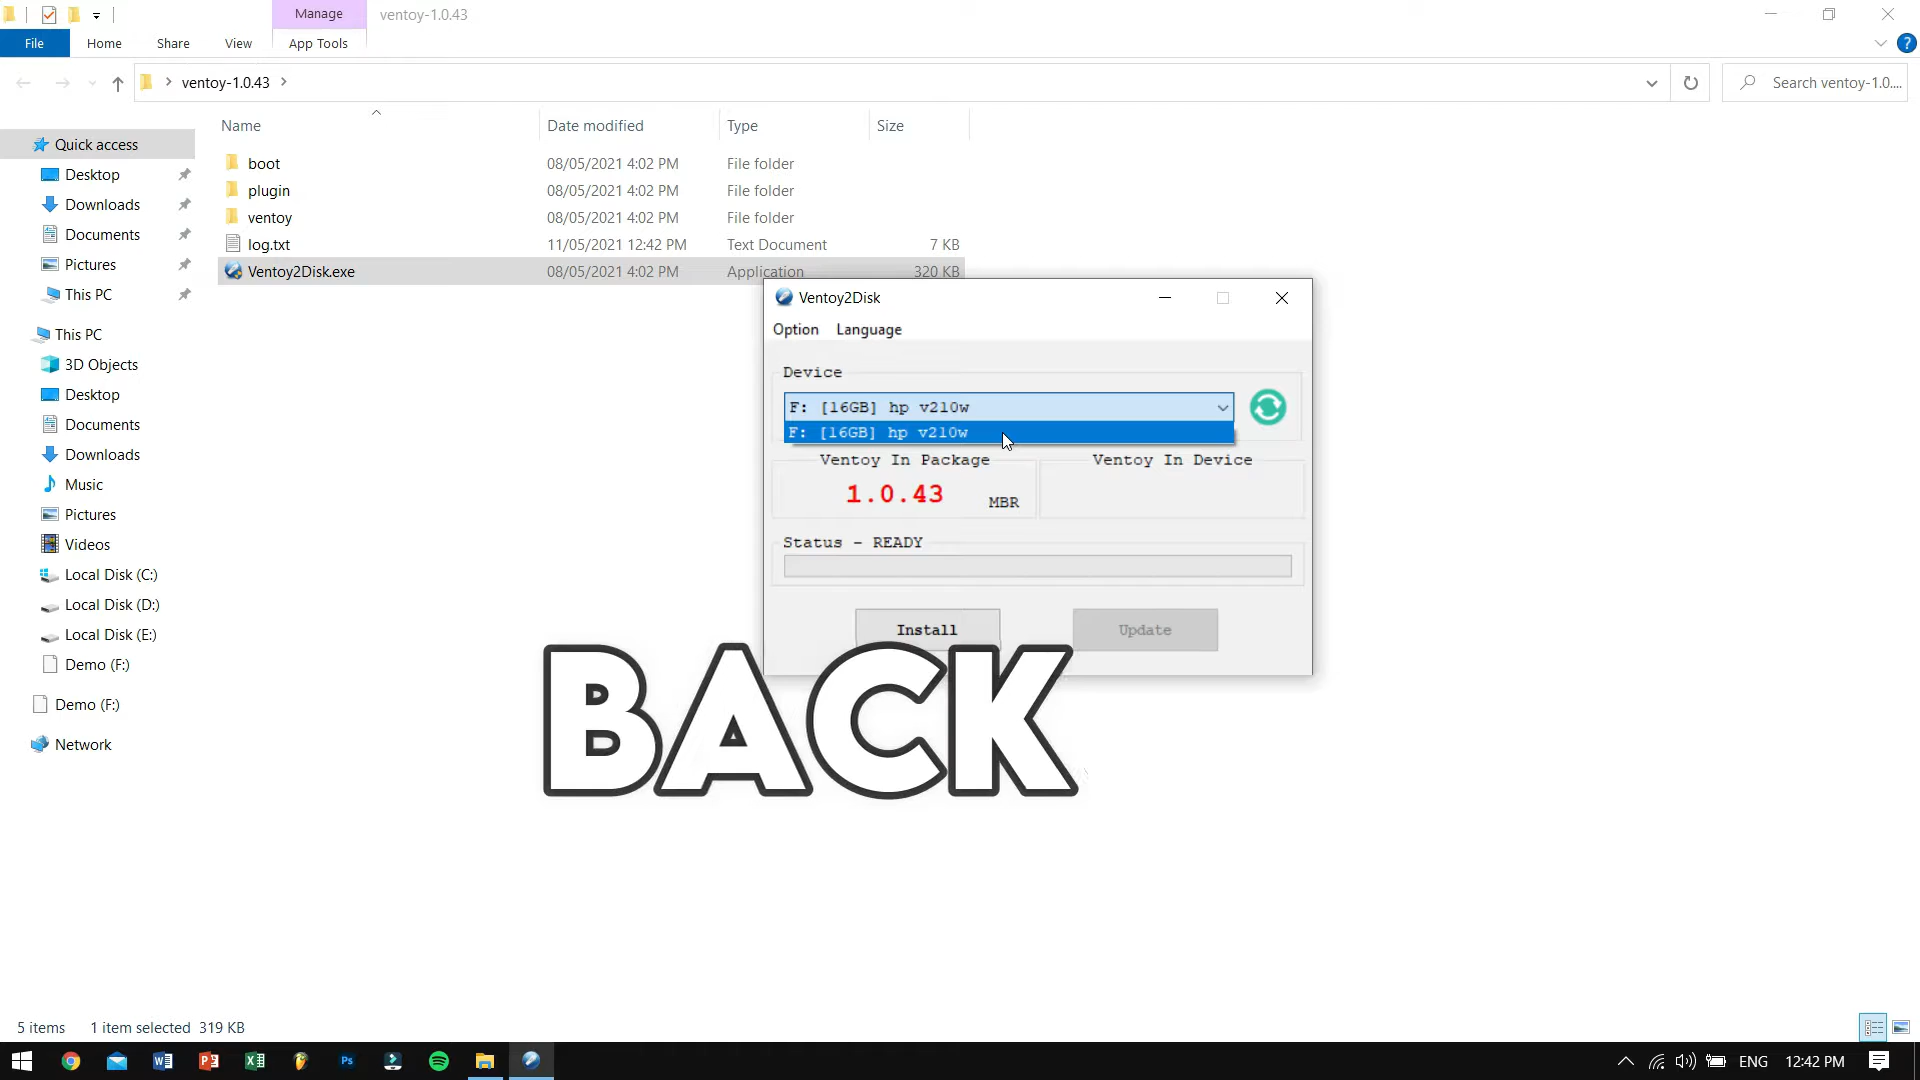 Manage
ventoy-1.0.43
File
Home
Share
View
App Tools
ventoy-1.0.43
Search ventoy-1.0....
Name
Date modified
Type
Size
boot
08/05/2021 4:02 PM
File folder
plugin
08/05/2021 4:02 PM
File folder
ventoy
08/05/2021 4:02 PM
File folder
log.txt
11/05/2021 12:42 PM
Text Document
7 KB
Ventoy2Disk.exe
08/05/2021 4:02 PM
Application
320 KB
Quick access
Desktop
Downloads
Documents
Pictures
This PC
This PC
3D Objects
Desktop
Documents
Downloads
Music
Pictures
Videos
Local Disk (C:)
Local Disk (D:)
Local Disk (E:)
Demo (F:)
Demo (F:)
Network
Ventoy2Disk
Option
Language
Device
F: [16GB] hp v210w
F: [16GB] hp v210w
Ventoy In Package
1.0.43
MBR
Ventoy In Device
Status - READY
Install
Update
BACK
5 items
1 item selected 319 KB
ENG
12:42 PM